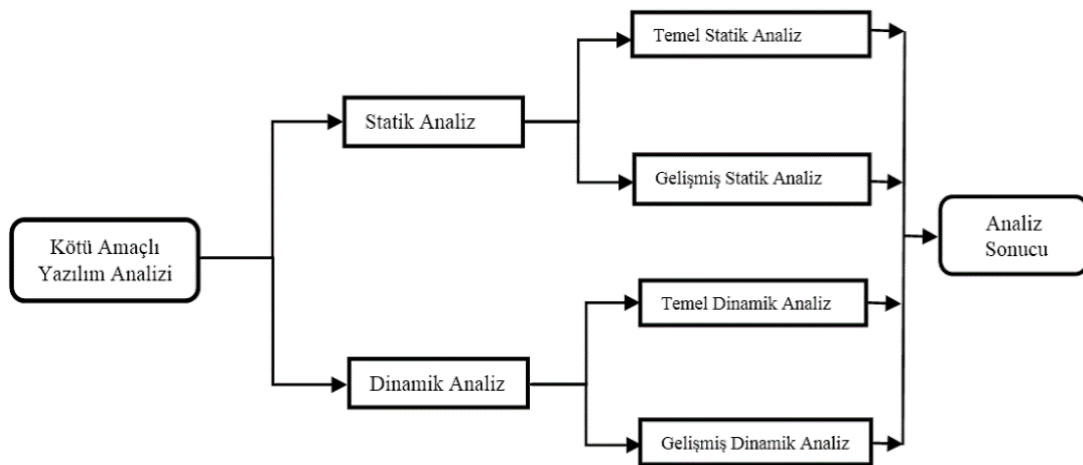 Kötü Amaçlı
Yazılım Analizi
Statik Analiz
Dinamik Analiz
Temel Statik Analiz
Gelişmiş Statik Analiz
Temel Dinamik Analiz
Gelişmiş Dinamik Analiz
Analiz
Sonucu